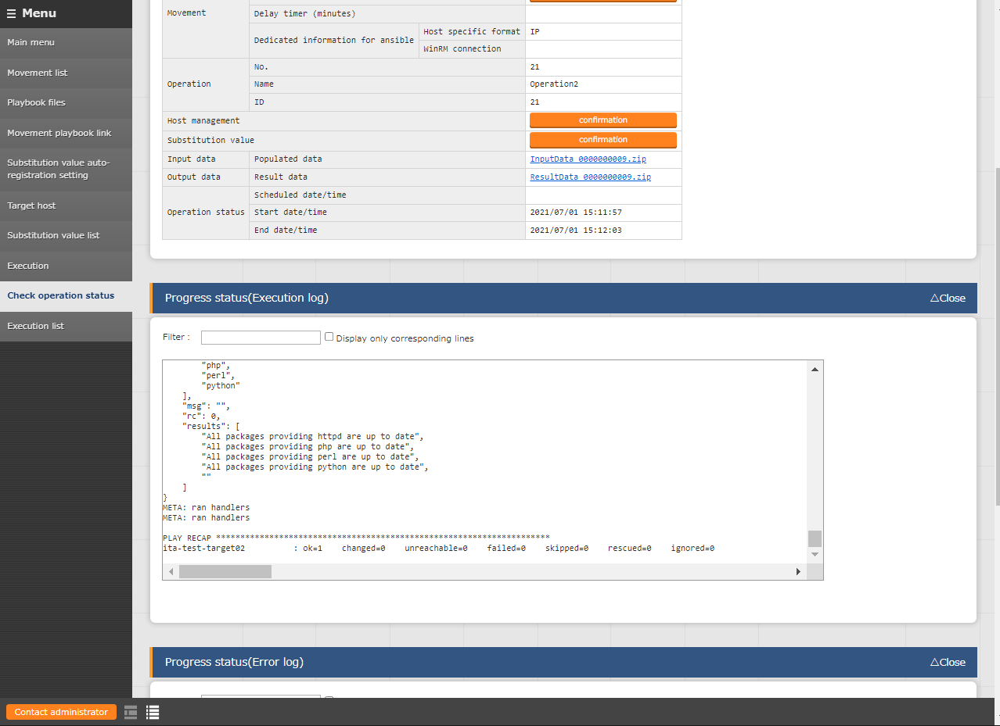 ☰ Menu
Main menu
Movement list
Playbook files
Movement playbook link
Substitution value auto-
registration setting
Target host
Substitution value list
Execution
Check operation status
Execution list
Movement
Delay timer (minutes)
Dedicated information for ansible
Host specific format IP
WinRM connection
Operation
No. 21
Name Operation2
ID 21
Host management confirmation
Substitution value confirmation
Input data Populated data InputData_0000000009.zip
Output data Result data ResultData_0000000009.zip
Operation status
Scheduled date/time
Start date/time 2021/07/01 15:11:57
End date/time 2021/07/01 15:12:03
Progress status(Execution log) △Close
Filter : Display only corresponding lines
"php",
"perl",
"python"
],
"msg": "",
"rc": 0,
"results": [
"All packages providing httpd are up to date",
"All packages providing php are up to date",
"All packages providing perl are up to date",
"All packages providing python are up to date",
""
]
}
META: ran handlers
META: ran handlers
PLAY RECAP *********************************************************************
ita-test-target02 : ok=1 changed=0 unreachable=0 failed=0 skipped=0 rescued=0 ignored=0
Progress status(Error log) △Close
Contact administrator